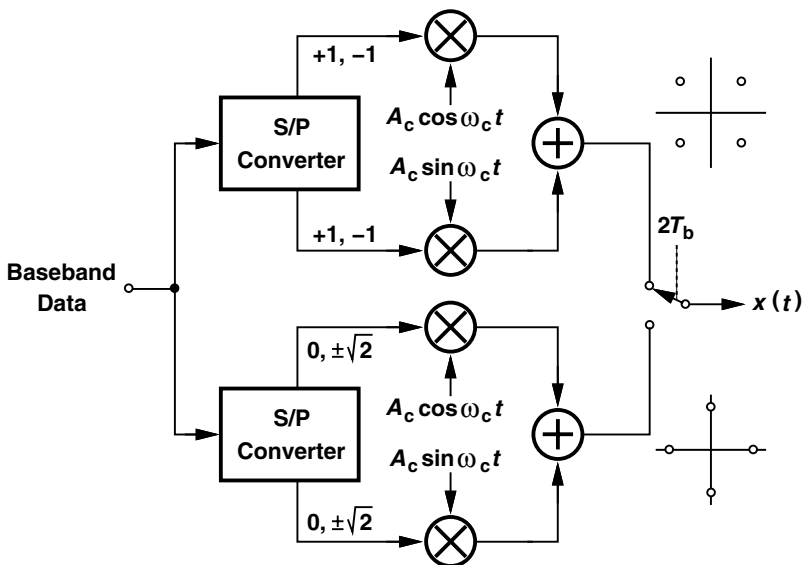 +1, −1
S/P
Converter
A_c cos ω_c t
A_c sin ω_c t
+1, −1
2T_b
Baseband
Data
x (t)
0, ±√2
S/P
Converter
A_c cos ω_c t
A_c sin ω_c t
0, ±√2